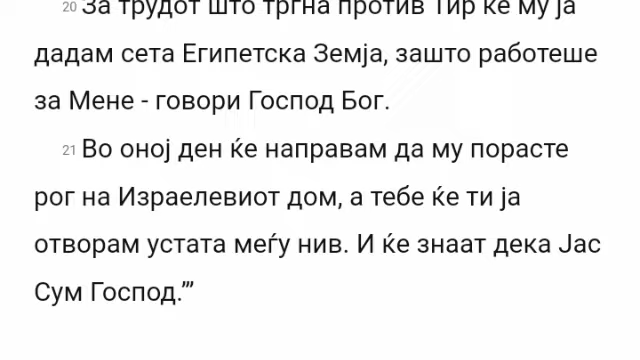 20 За трудот што тргна против Тир ќе му ја
дадам сета Египетска Земја, зашто работеше
за Мене - говори Господ Бог.
21 Во оној ден ќе направам да му порасте
рог на Израелевиот дом, а тебе ќе ти ја
отворам устата меѓу нив. И ќе знаат дека Јас
Сум Господ.”’